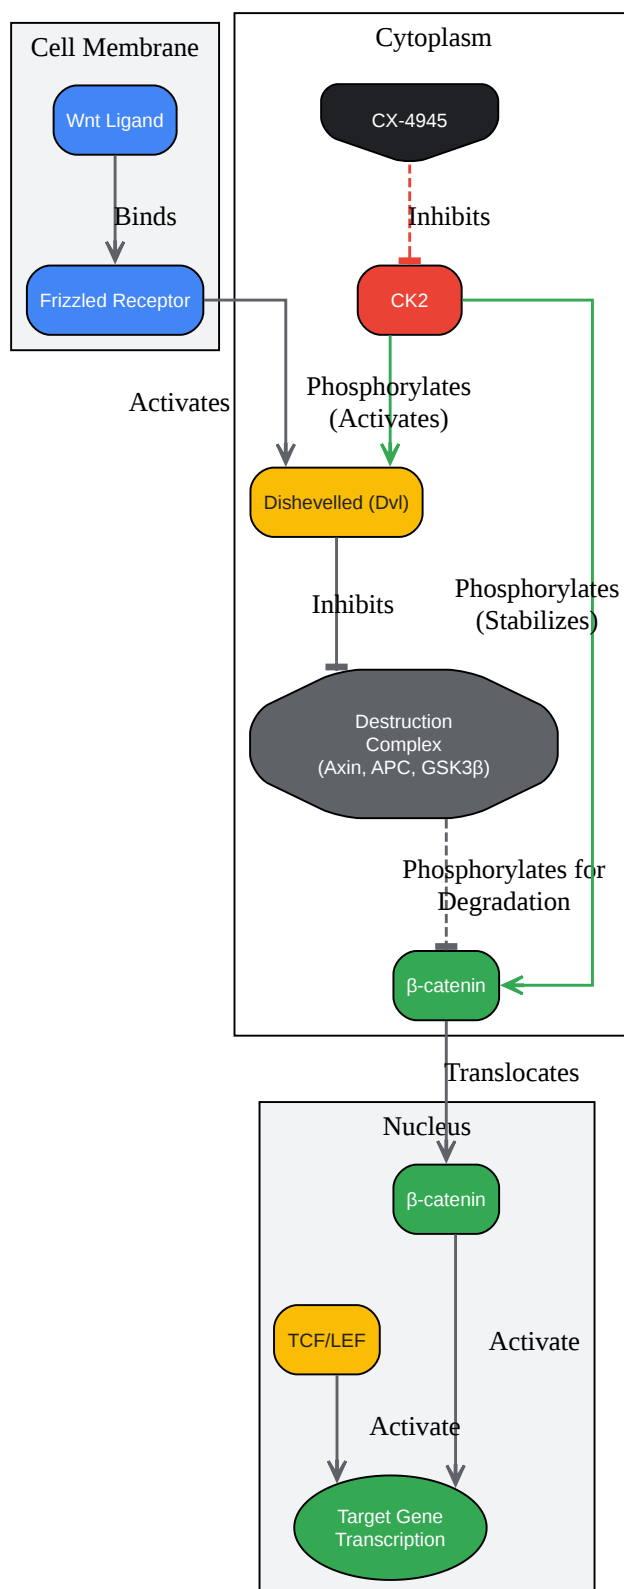 Cell Membrane
Cytoplasm
Wnt Ligand
CX-4945
Binds
Inhibits
Frizzled Receptor
CK2
Activates
Phosphorylates
(Activates)
Dishevelled (Dvl)
Inhibits
Phosphorylates
(Stabilizes)
Destruction
Complex
(Axin, APC, GSK3β)
Phosphorylates for
Degradation
β-catenin
Translocates
Nucleus
β-catenin
TCF/LEF
Activate
Activate
Target Gene
Transcription